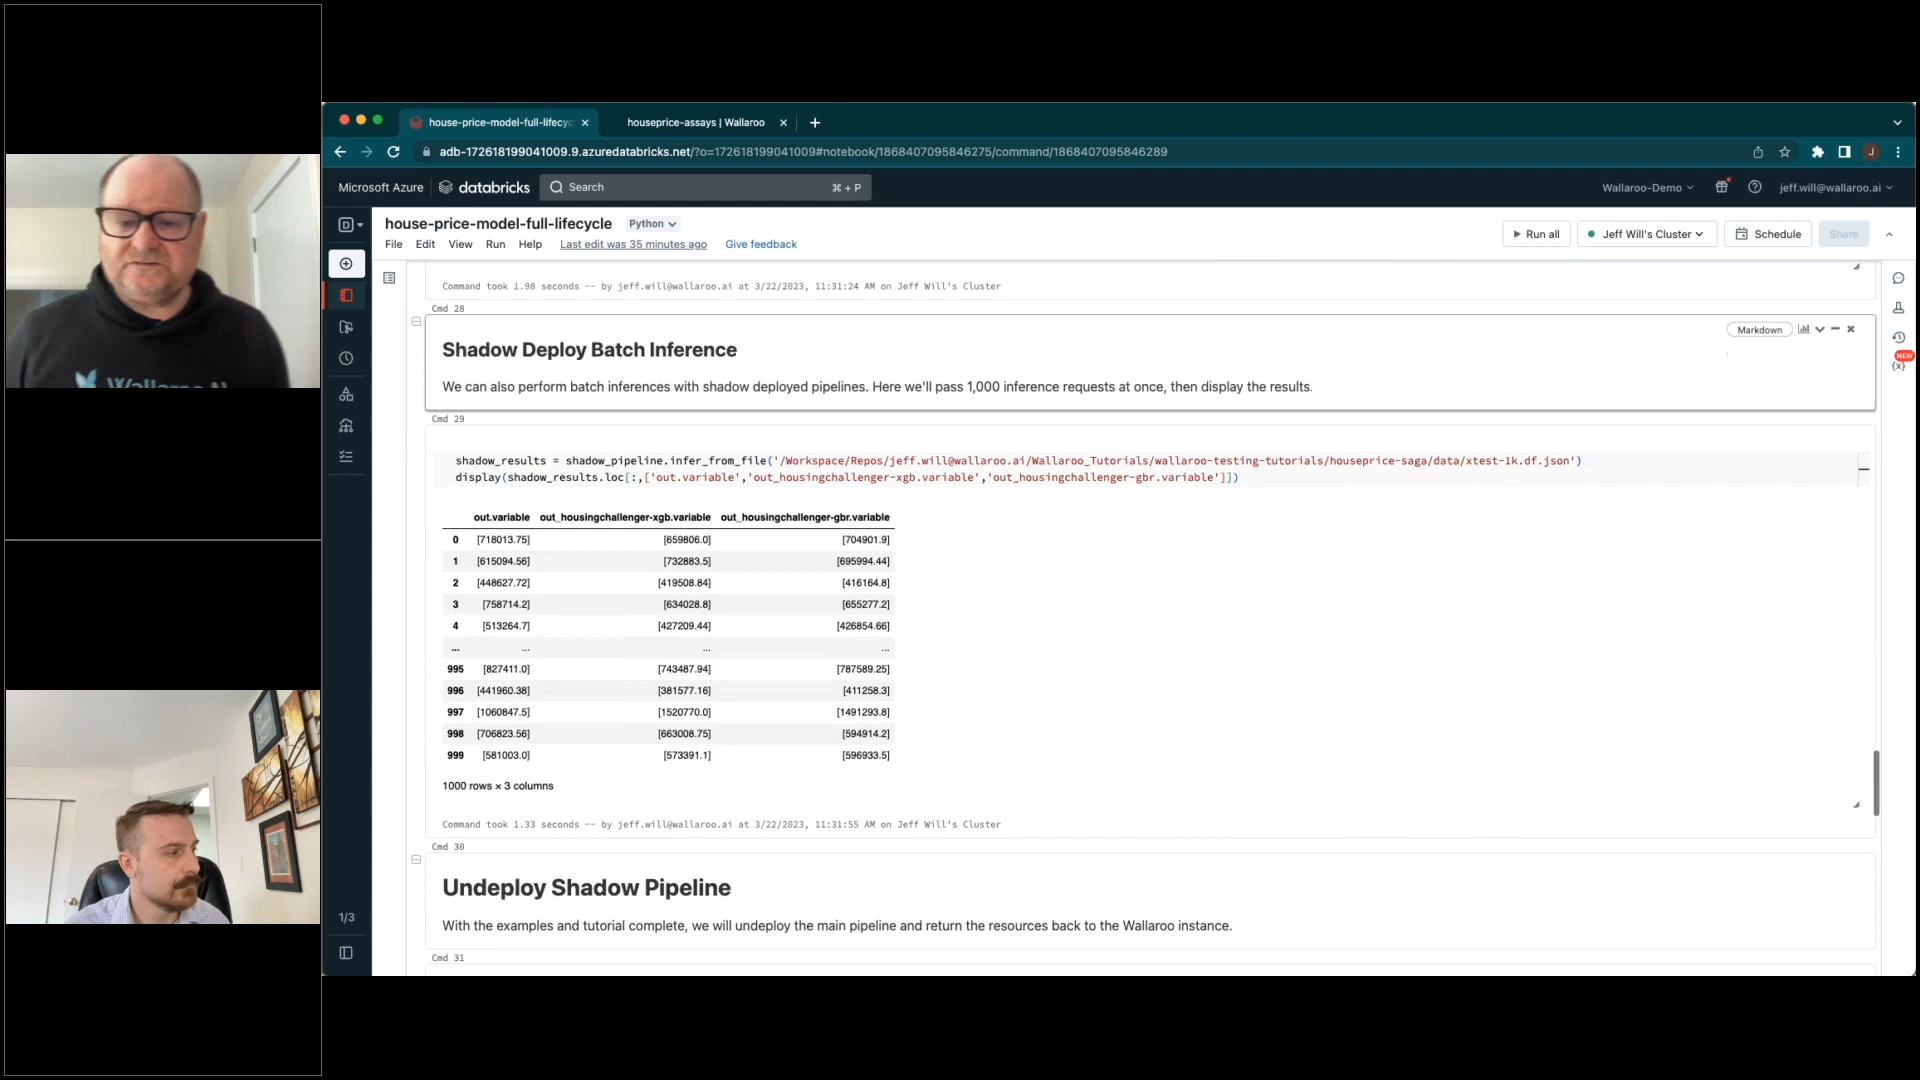 Wallaroo AI
house-price-model-full-lifecyc
houseprice-assays | Wallaroo
adb-172618199041009.9.azuredatabricks.net/?o=172618199041009#notebook/1868407095846275/command/1868407095846289
J
Microsoft Azure
databricks
Search
⌘ + P
Wallaroo-Demo
jeff.will@wallaroo.ai
D
house-price-model-full-lifecycle
Python
File Edit View Run Help Last edit was 35 minutes ago Give feedback
Run all
Jeff Will's Cluster
Schedule
Share
Command took 1.98 seconds -- by jeff.will@wallaroo.ai at 3/22/2023, 11:31:24 AM on Jeff Will's Cluster
Cmd 28
Markdown
Shadow Deploy Batch Inference
We can also perform batch inferences with shadow deployed pipelines. Here we'll pass 1,000 inference requests at once, then display the results.
NEW
{x}
Cmd 29
shadow_results = shadow_pipeline.infer_from_file('/Workspace/Repos/jeff.will@wallaroo.ai/Wallaroo_Tutorials/wallaroo-testing-tutorials/houseprice-saga/data/xtest-1k.df.json')
display(shadow_results.loc[:,['out.variable','out_housingchallenger-xgb.variable','out_housingchallenger-gbr.variable']])
out.variable out_housingchallenger-xgb.variable out_housingchallenger-gbr.variable
0 [718013.75] [659806.0] [704901.9]
1 [615094.56] [732883.5] [695994.44]
2 [448627.72] [419508.84] [416164.8]
3 [758714.2] [634028.8] [655277.2]
4 [513264.7] [427209.44] [426854.66]
... ... ... ...
995 [827411.0] [743487.94] [787589.25]
996 [441960.38] [381577.16] [411258.3]
997 [1060847.5] [1520770.0] [1491293.8]
998 [706823.56] [663008.75] [594914.2]
999 [581003.0] [573391.1] [596933.5]
1000 rows × 3 columns
Command took 1.33 seconds -- by jeff.will@wallaroo.ai at 3/22/2023, 11:31:55 AM on Jeff Will's Cluster
Cmd 30
Undeploy Shadow Pipeline
With the examples and tutorial complete, we will undeploy the main pipeline and return the resources back to the Wallaroo instance.
1/3
Cmd 31